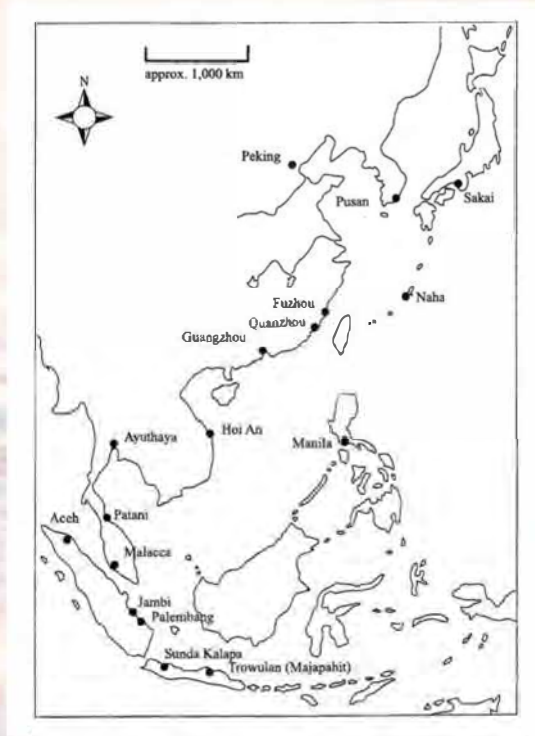 approx. 1,000 km
N
Peking
Pusan
Sakai
Naha
Fuzhou
Quanzhou
Guangzhou
Hoi An
Ayuthaya
Manila
Patani
Aceh
Malacca
Jambi
Palembang
Sunda Kalapa
Trowulan (Majapahit)